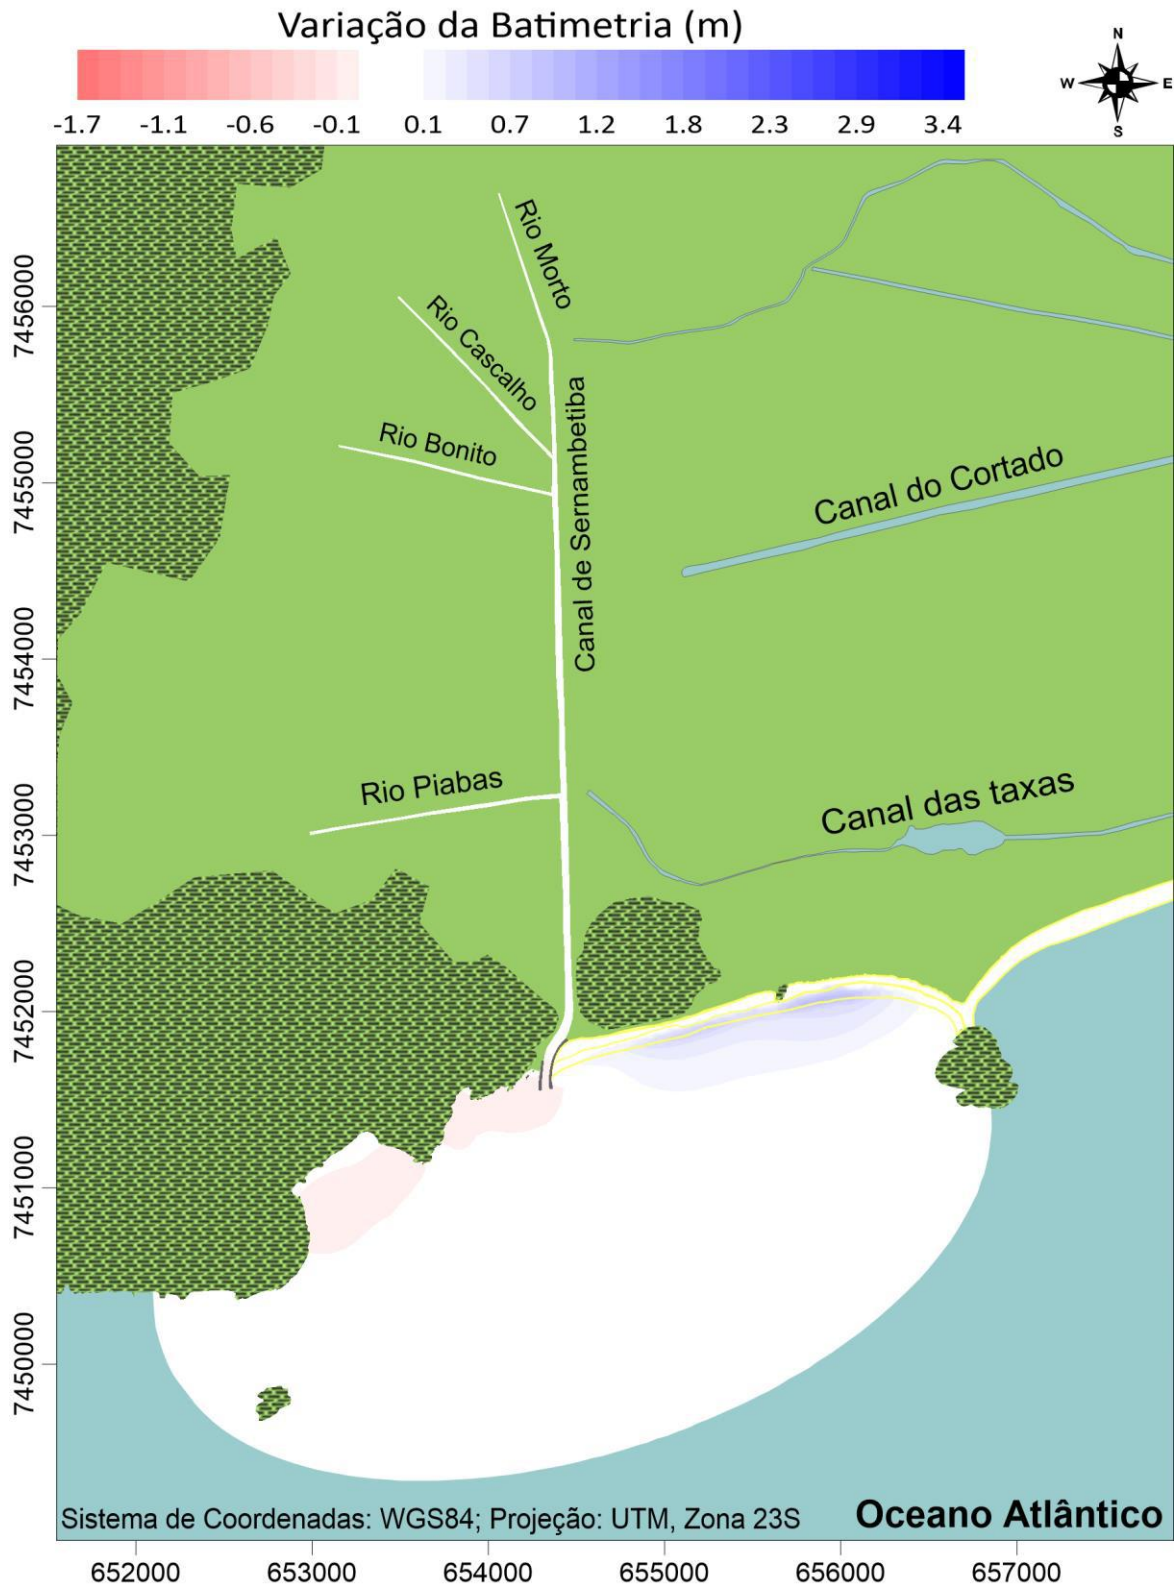 Variação da Batimetria (m)
-1.7 -1.1 -0.6 -0.1 0.1 0.7 1.2 1.8 2.3 2.9 3.4
N
W E
S
Rio Morto
Rio Cascalho
Rio Bonito
Canal de Sernambetiba
Canal do Cortado
Rio Piabas
Canal das taxas
7456000
7455000
7454000
7453000
7452000
7451000
7450000
Sistema de Coordenadas: WGS84; Projeção: UTM, Zona 23S
Oceano Atlântico
652000 653000 654000 655000 656000 657000